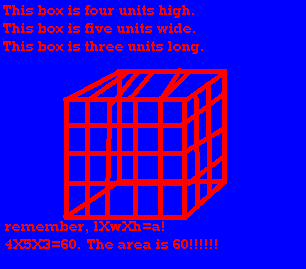 This box is four units high.
This box is five units wide.
This box is three units long.
remember, lXwXh=a!
4X5X3=60. The area is 60!!!!!!